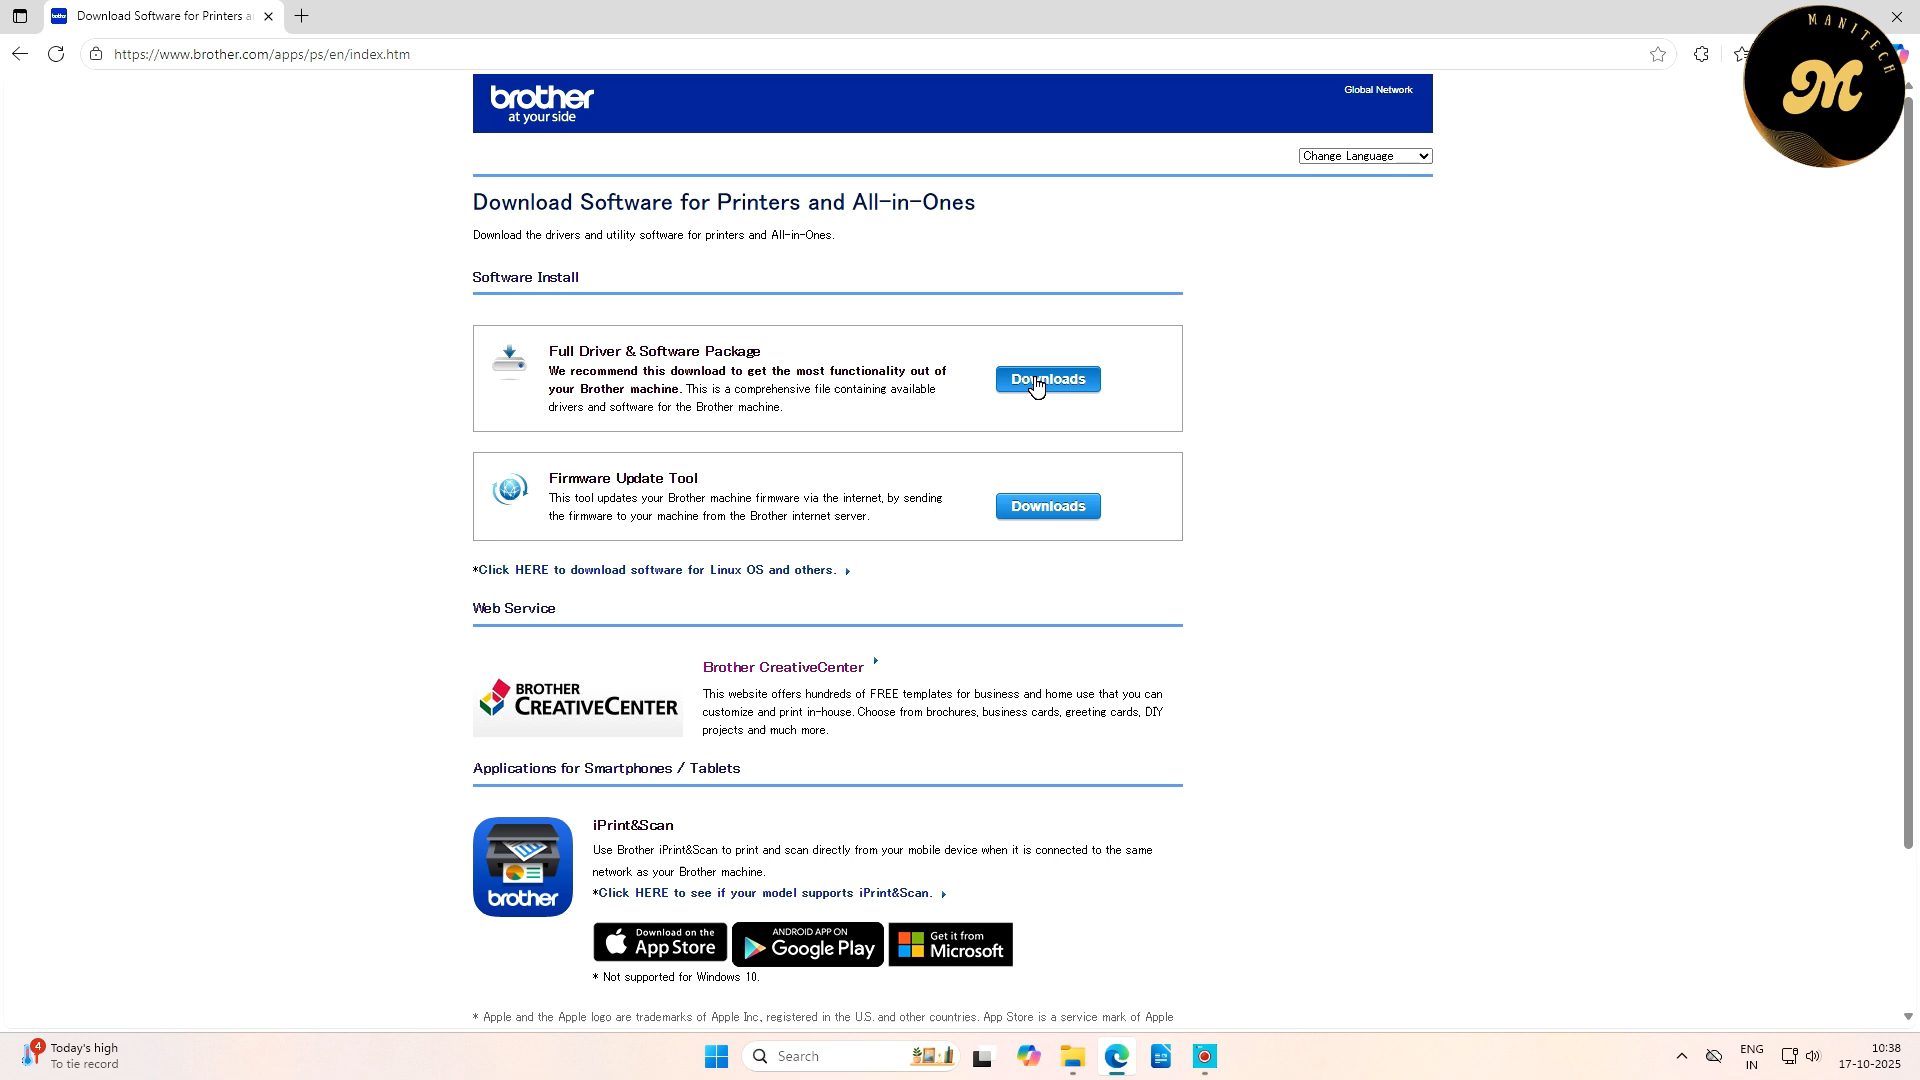 Download Software for Printers a
https://www.brother.com/apps/ps/en/index.htm
MANITECH
M
brother
at your side
Global Network
Change Language
Download Software for Printers and All-in-Ones
Download the drivers and utility software for printers and All-in-Ones.
Software Install
Full Driver & Software Package
We recommend this download to get the most functionality out of
your Brother machine. This is a comprehensive file containing available
drivers and software for the Brother machine.
Downloads
Firmware Update Tool
This tool updates your Brother machine firmware via the internet, by sending
the firmware to your machine from the Brother internet server.
Downloads
*Click HERE to download software for Linux OS and others.
Web Service
BROTHER
CREATIVECENTER
Brother CreativeCenter
This website offers hundreds of FREE templates for business and home use that you can
customize and print in-house. Choose from brochures, business cards, greeting cards, DIY
projects and much more.
Applications for Smartphones / Tablets
brother
iPrint&Scan
Use Brother iPrint&Scan to print and scan directly from your mobile device when it is connected to the same
network as your Brother machine.
*Click HERE to see if your model supports iPrint&Scan.
Download on the
App Store
ANDROID APP ON
Google Play
Get it from
Microsoft
* Not supported for Windows 10.
* Apple and the Apple logo are trademarks of Apple Inc., registered in the U.S. and other countries. App Store is a service mark of Apple
4
Today's high
To tie record
Search
ENG
IN
10:38
17-10-2025